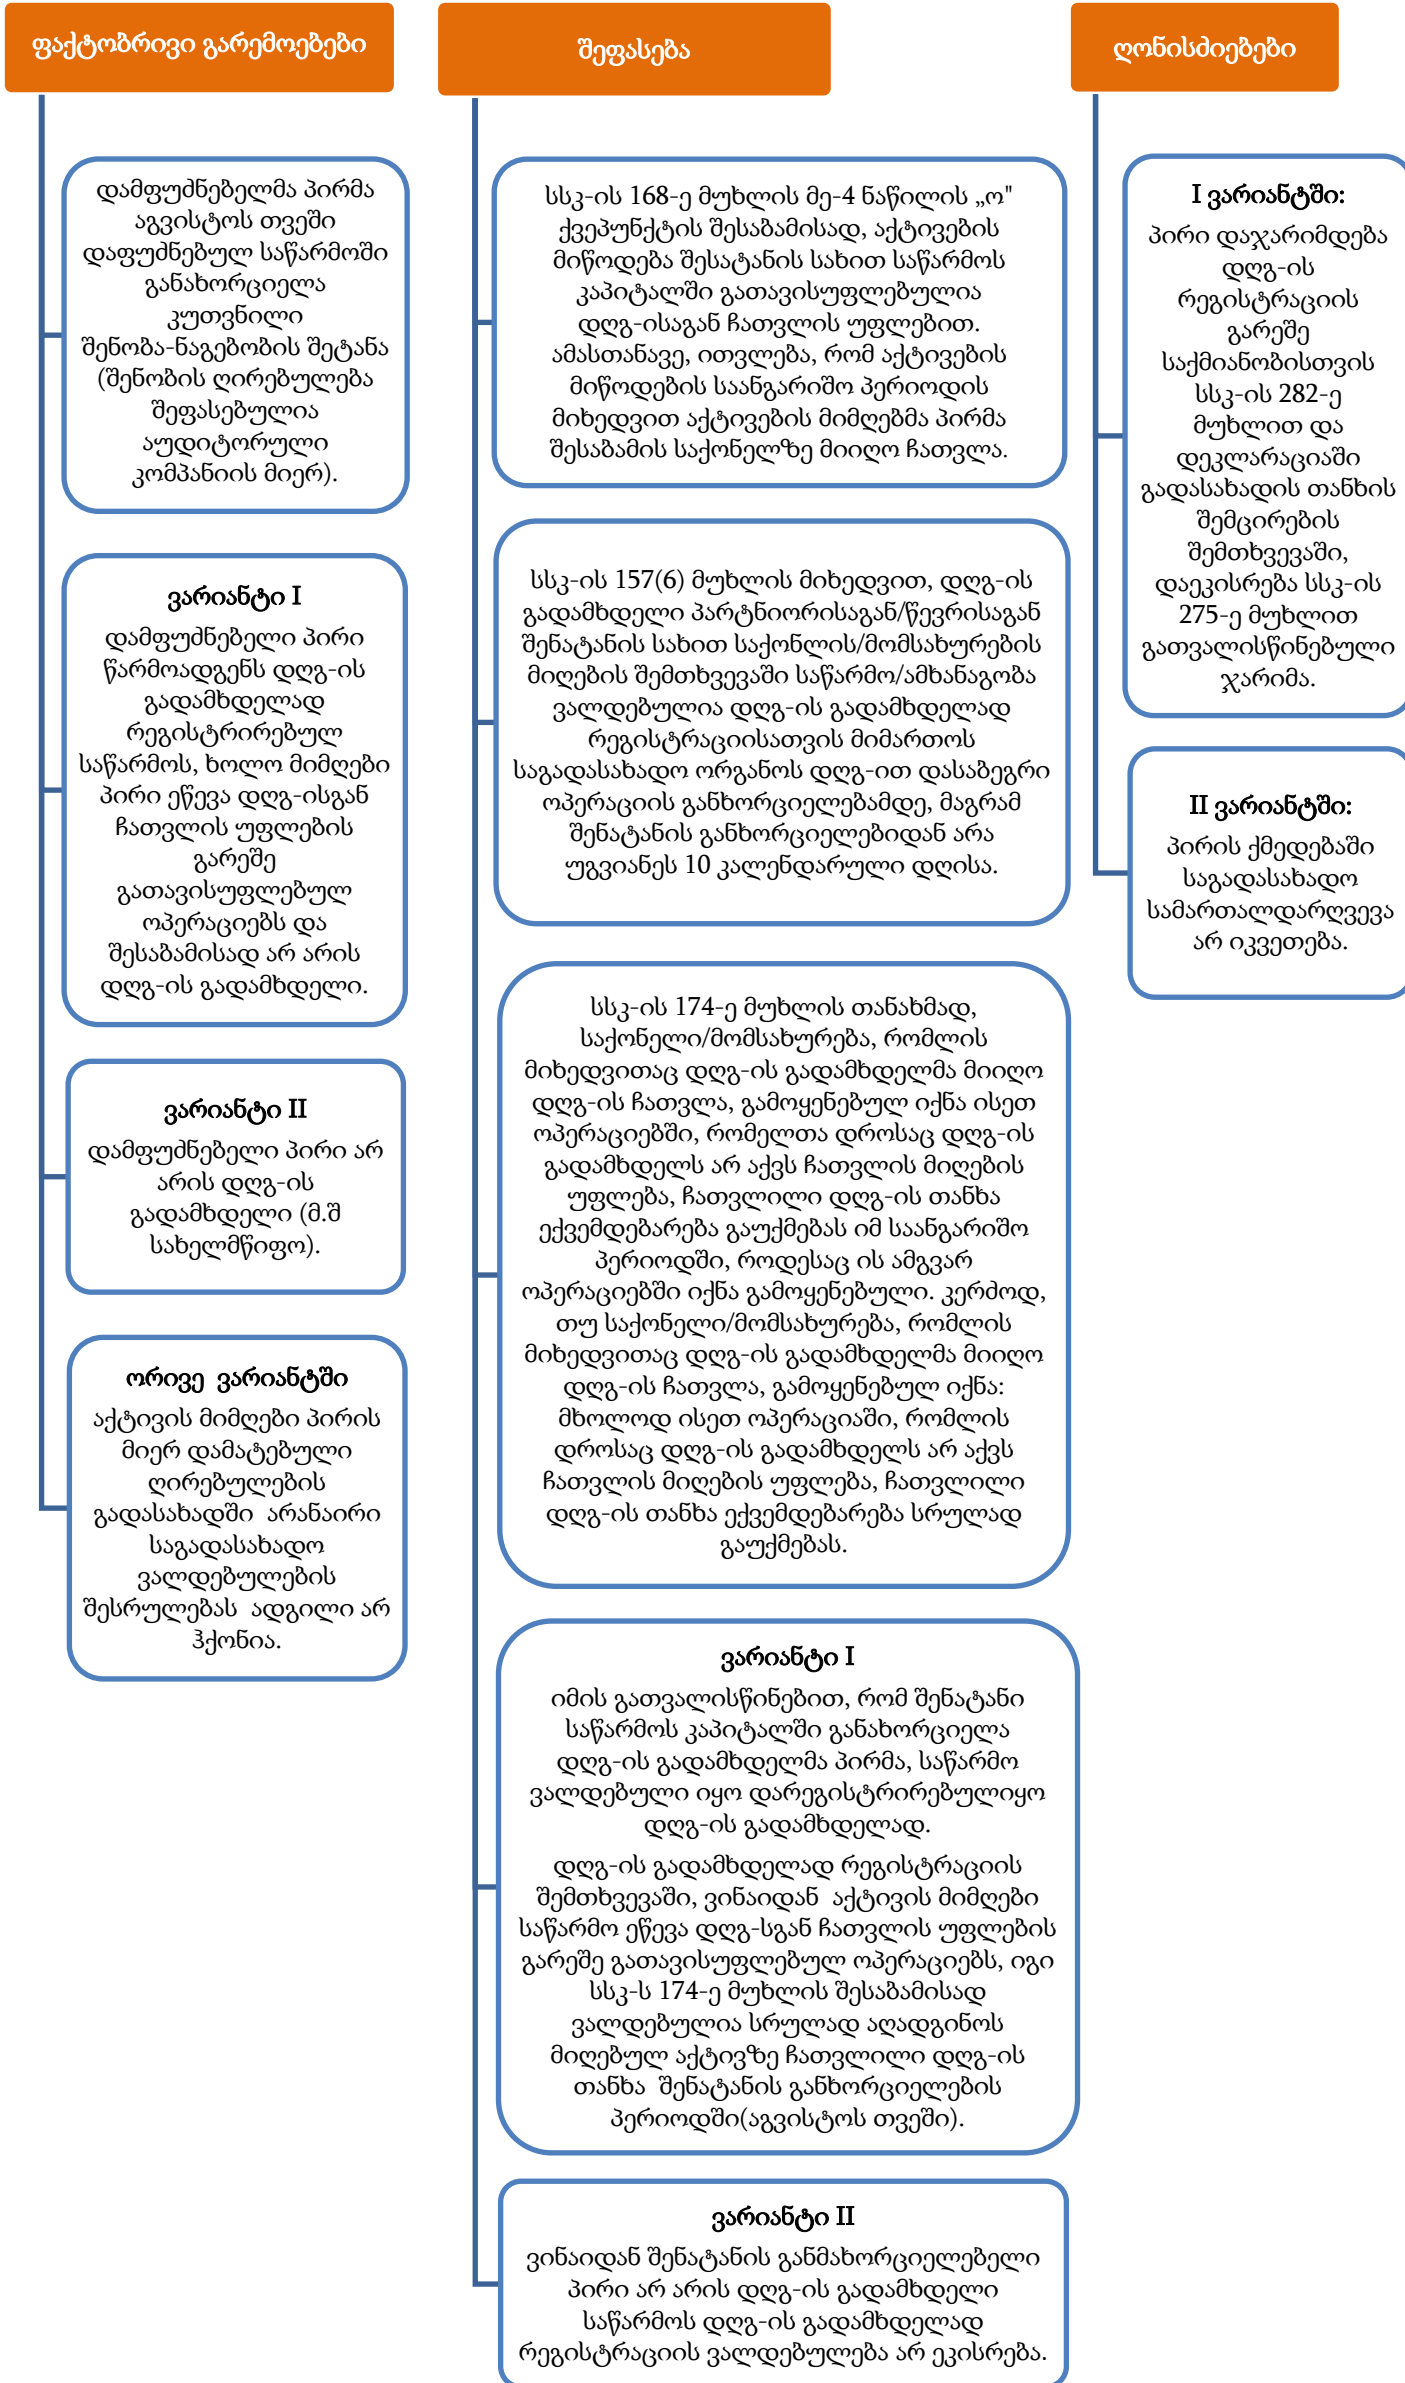 ფაქტობრივი გარემოებები
დამფუძნებელმა პირმა
აგვისტოს თვეში
დაფუძნებულ საწარმოში
განახორციელა
კუთვნილი
შენობა-ნაგებობის შეტანა
(შენობის ღირებულება
შეფასებულია
აუდიტორული
კომპანიის მიერ).
ვარიანტი I
დამფუძნებელი პირი
წარმოადგენს დღგ-ის
გადამხდელად
რეგისტრირებულ
საწარმოს, ხოლო მიმღები
პირი ეწევა დღგ-ისგან
ჩათვლის უფლების
გარეშე
გათავისუფლებულ
ოპერაციებს და
შესაბამისად არ არის
დღგ-ის გადამხდელი.
ვარიანტი II
დამფუძნებელი პირი არ
არის დღგ-ის
გადამხდელი (მ.შ
სახელმწიფო).
ორივე ვარიანტში
აქტივის მიმღები პირის
მიერ დამატებული
ღირებულების
გადასახადში არანაირი
საგადასახადო
ვალდებულების
შესრულებას ადგილი არ
ჰქონია.
შეფასება
სსკ-ის 168-ე მუხლის მე-4 ნაწილის „ო"
ქვეპუნქტის შესაბამისად, აქტივების
მიწოდება შესატანის სახით საწარმოს
კაპიტალში გათავისუფლებულია
დღგ-ისაგან ჩათვლის უფლებით.
ამასთანავე, ითვლება, რომ აქტივების
მიწოდების საანგარიშო პერიოდის
მიხედვით აქტივების მიმღებმა პირმა
შესაბამის საქონელზე მიიღო ჩათვლა.
სსკ-ის 157(6) მუხლის მიხედვით, დღგ-ის
გადამხდელი პარტნიორისაგან/წევრისაგან
შენატანის სახით საქონლის/მომსახურების
მიღების შემთხვევაში საწარმო/ამხანაგობა
ვალდებულია დღგ-ის გადამხდელად
რეგისტრაციისათვის მიმართოს
საგადასახადო ორგანოს დღგ-ით დასაბეგრი
ოპერაციის განხორციელებამდე, მაგრამ
შენატანის განხორციელებიდან არა
უგვიანეს 10 კალენდარული დღისა.
სსკ-ის 174-ე მუხლის თანახმად,
საქონელი/მომსახურება, რომლის
მიხედვითაც დღგ-ის გადამხდელმა მიიღო
დღგ-ის ჩათვლა, გამოყენებულ იქნა ისეთ
ოპერაციებში, რომელთა დროსაც დღგ-ის
გადამხდელს არ აქვს ჩათვლის მიღების
უფლება, ჩათვლილი დღგ-ის თანხა
ექვემდებარება გაუქმებას იმ საანგარიშო
პერიოდში, როდესაც ის ამგვარ
ოპერაციებში იქნა გამოყენებული. კერძოდ,
თუ საქონელი/მომსახურება, რომლის
მიხედვითაც დღგ-ის გადამხდელმა მიიღო
დღგ-ის ჩათვლა, გამოყენებულ იქნა:
მხოლოდ ისეთ ოპერაციაში, რომლის
დროსაც დღგ-ის გადამხდელს არ აქვს
ჩათვლის მიღების უფლება, ჩათვლილი
დღგ-ის თანხა ექვემდებარება სრულად
გაუქმებას.
ვარიანტი I
იმის გათვალისწინებით, რომ შენატანი
საწარმოს კაპიტალში განახორციელა
დღგ-ის გადამხდელმა პირმა, საწარმო
ვალდებული იყო დარეგისტრირებულიყო
დღგ-ის გადამხდელად.
დღგ-ის გადამხდელად რეგისტრაციის
შემთხვევაში, ვინაიდან აქტივის მიმღები
საწარმო ეწევა დღგ-სგან ჩათვლის უფლების
გარეშე გათავისუფლებულ ოპერაციებს, იგი
სსკ-ს 174-ე მუხლის შესაბამისად
ვალდებულია სრულად აღადგინოს
მიღებულ აქტივზე ჩათვლილი დღგ-ის
თანხა შენატანის განხორციელების
პერიოდში(აგვისტოს თვეში).
ვარიანტი II
ვინაიდან შენატანის განმახორციელებელი
პირი არ არის დღგ-ის გადამხდელი
საწარმოს დღგ-ის გადამხდელად
რეგისტრაციის ვალდებულება არ ეკისრება.
ღონისძიებები
I ვარიანტში:
პირი დაჯარიმდება
დღგ-ის
რეგისტრაციის
გარეშე
საქმიანობისთვის
სსკ-ის 282-ე
მუხლით და
დეკლარაციაში
გადასახადის თანხის
შემცირების
შემთხვევაში,
დაეკისრება სსკ-ის
275-ე მუხლით
გათვალისწინებული
ჯარიმა.
II ვარიანტში:
პირის ქმედებაში
საგადასახადო
სამართალდარღვევა
არ იკვეთება.